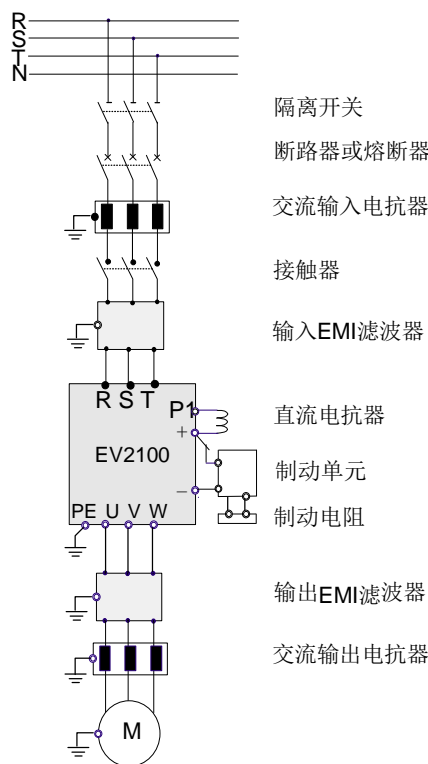 R
S
T
N
隔离开关
断路器或熔断器
交流输入电抗器
接触器
输入EMI滤波器
R S T
P1
直流电抗器
+
EV2100
制动单元
−
PE U V W
制动电阻
输出EMI滤波器
交流输出电抗器
M